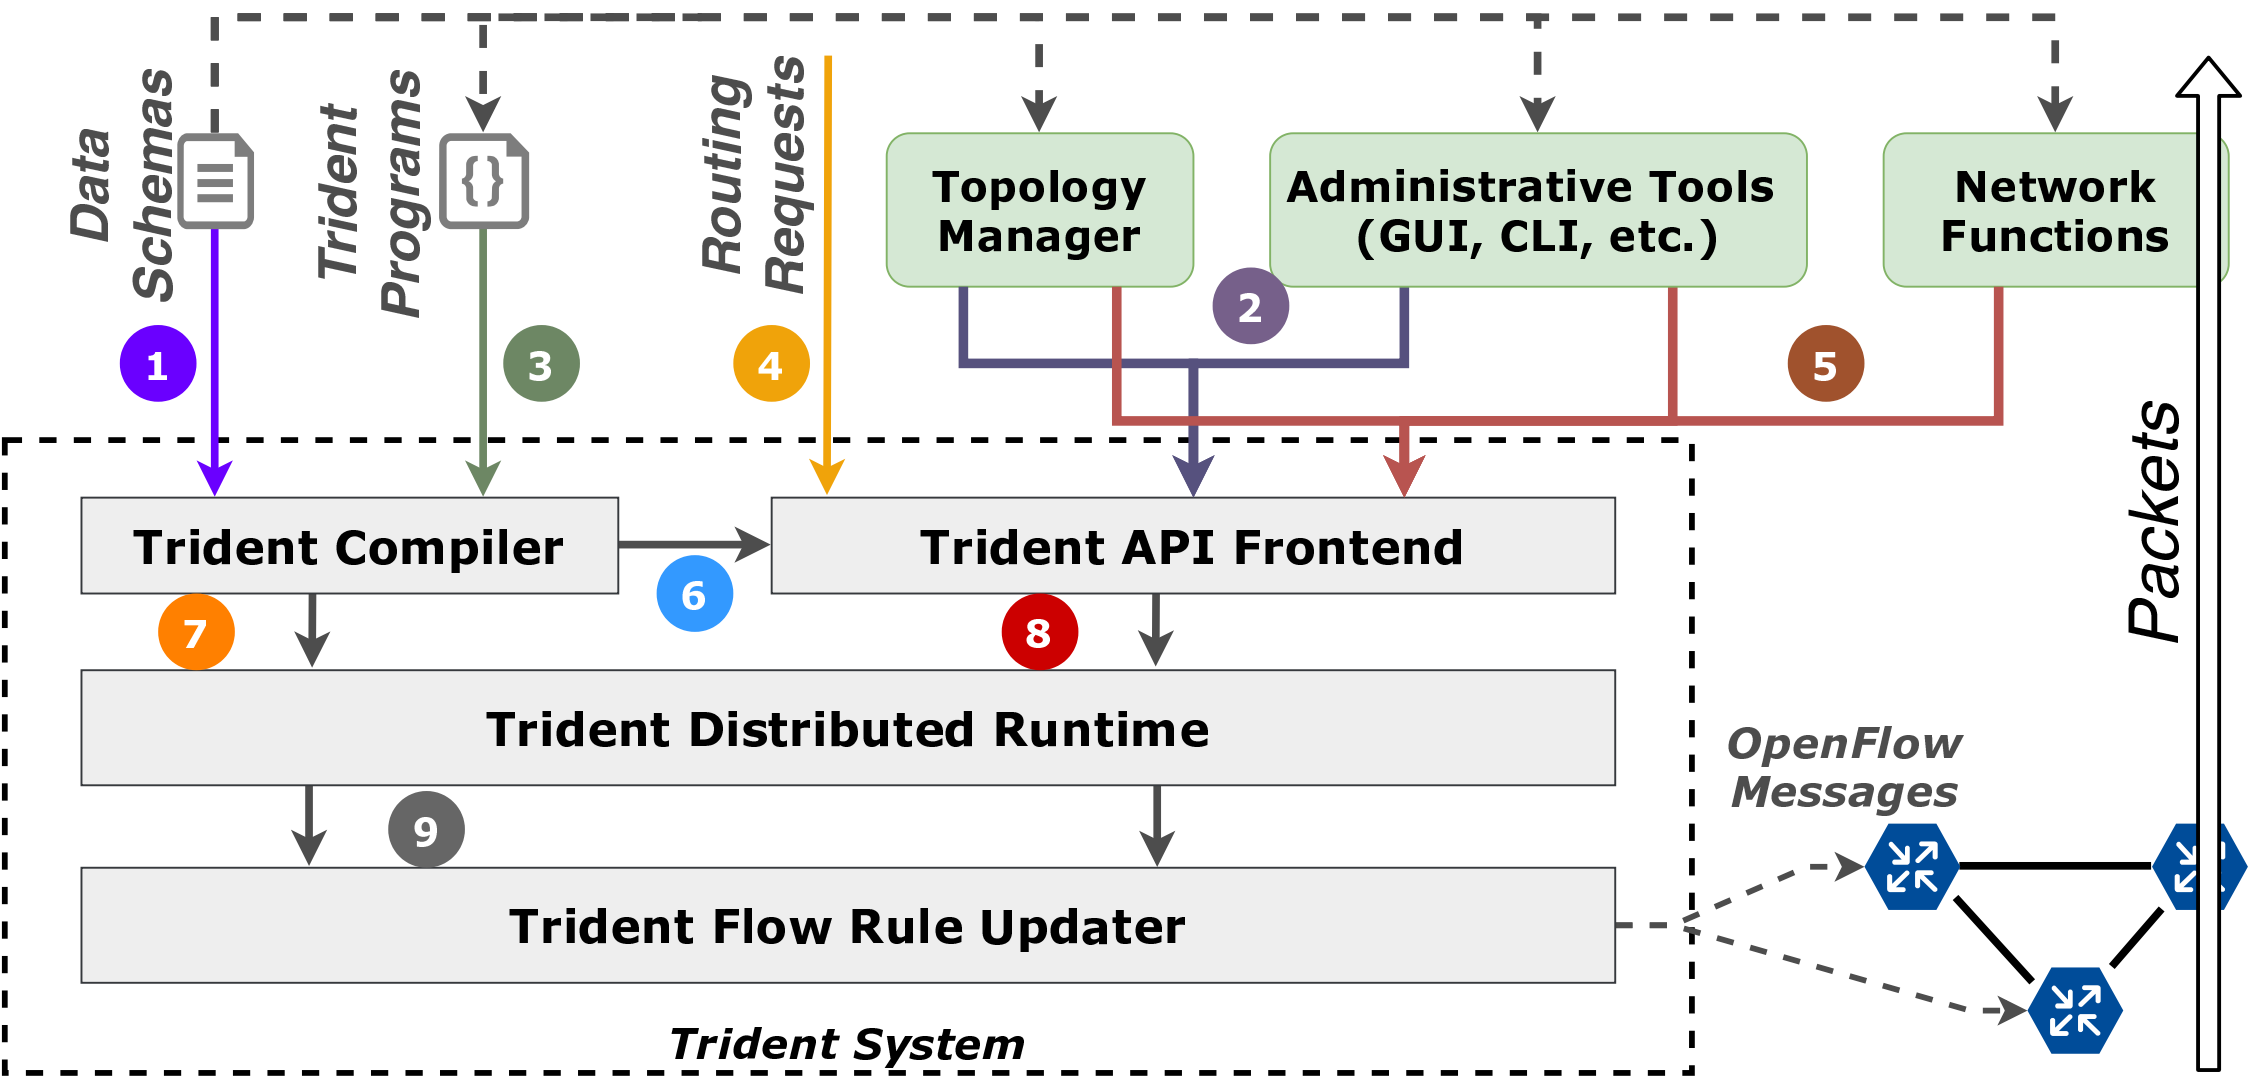 Data
Schemas
Trident
Programs
Routing
Requests
Topology
Manager
Administrative Tools
(GUI, CLI, etc.)
Network
Functions
1
2
3
4
5
Packets
Trident Compiler
Trident API Frontend
6
7
8
Trident Distributed Runtime
OpenFlow
Messages
9
Trident Flow Rule Updater
Trident System